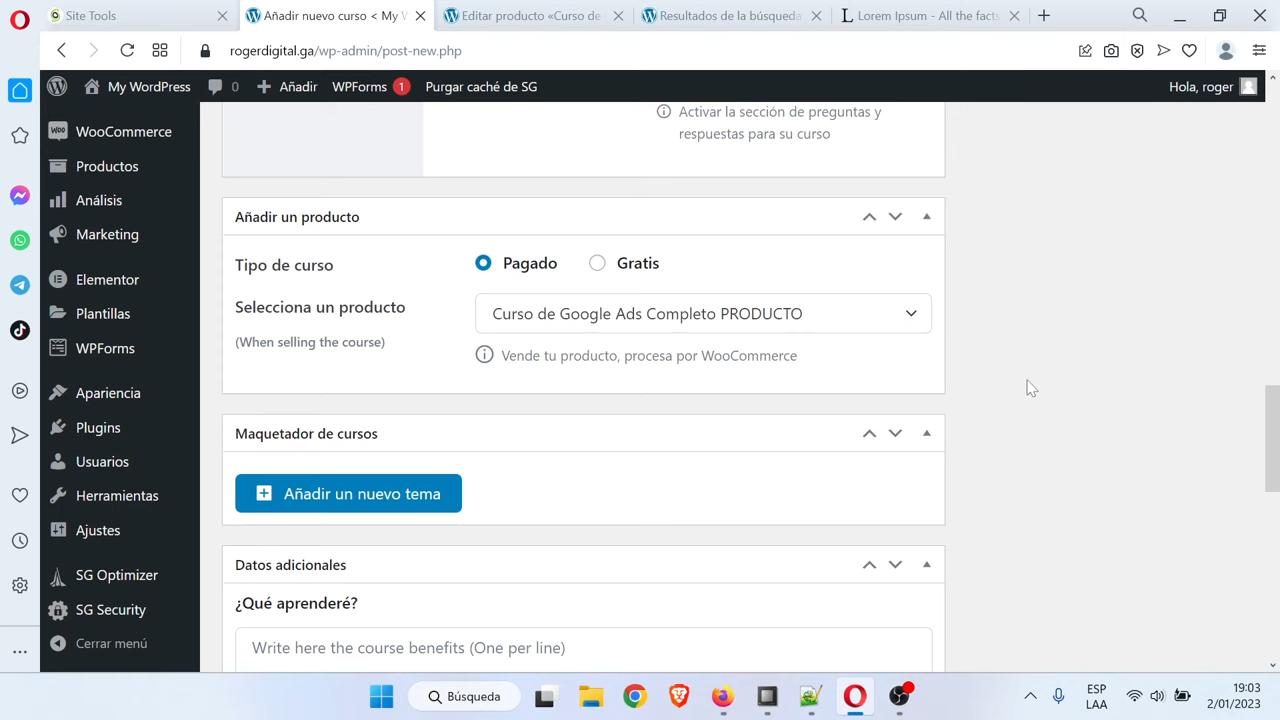 Site Tools
Añadir nuevo curso < My W
Editar producto «Curso de
Resultados de la búsqueda
Lorem Ipsum - All the facts
rogerdigital.ga/wp-admin/post-new.php
My WordPress
0
Añadir
WPForms 1
Purgar caché de SG
Hola, roger
WooCommerce
Productos
Análisis
Marketing
Elementor
Plantillas
WPForms
Apariencia
Plugins
Usuarios
Herramientas
Ajustes
SG Optimizer
SG Security
Cerrar menú
Activar la sección de preguntas y
respuestas para su curso
Añadir un producto
Tipo de curso
Pagado
Gratis
Selecciona un producto
(When selling the course)
Curso de Google Ads Completo PRODUCTO
Vende tu producto, procesa por WooCommerce
Maquetador de cursos
Añadir un nuevo tema
Datos adicionales
¿Qué aprenderé?
Write here the course benefits (One per line)
Búsqueda
ESP
LAA
19:03
2/01/2023